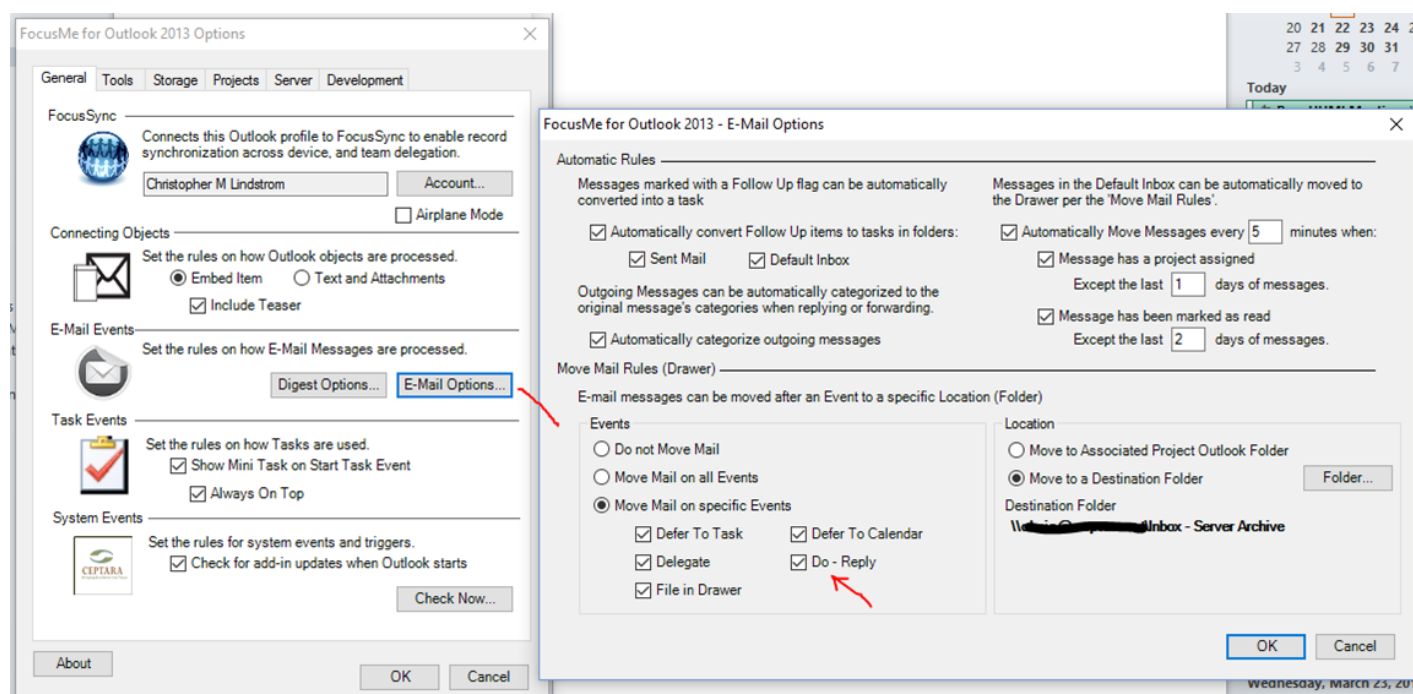 FocusMe for Outlook 2013 Options
General Tools Storage Projects Server Development
FocusSync
Connects this Outlook profile to FocusSync to enable record
synchronization across device, and team delegation.
Christopher M Lindstrom Account...
Airplane Mode
Connecting Objects
Set the rules on how Outlook objects are processed.
Embed Item Text and Attachments
Include Teaser
E-Mail Events
Set the rules on how E-Mail Messages are processed.
Digest Options... E-Mail Options...
Task Events
Set the rules on how Tasks are used.
Show Mini Task on Start Task Event
Always On Top
System Events
Set the rules for system events and triggers.
CEPTARA
Check for add-in updates when Outlook starts
Check Now...
About
OK Cancel
20 21 22 23 24
27 28 29 30 31
3 4 5 6 7
Today
FocusMe for Outlook 2013 - E-Mail Options
Automatic Rules
Messages marked with a Follow Up flag can be automatically
converted into a task
Automatically convert Follow Up items to tasks in folders:
Sent Mail Default Inbox
Outgoing Messages can be automatically categorized to the
original message's categories when replying or forwarding.
Automatically categorize outgoing messages
Messages in the Default Inbox can be automatically moved to
the Drawer per the 'Move Mail Rules'.
Automatically Move Messages every 5 minutes when:
Message has a project assigned
Except the last 1 days of messages.
Message has been marked as read
Except the last 2 days of messages.
Move Mail Rules (Drawer)
E-mail messages can be moved after an Event to a specific Location (Folder)
Events
Do not Move Mail
Move Mail on all Events
Move Mail on specific Events
Defer To Task Defer To Calendar
Delegate Do - Reply
File in Drawer
Location
Move to Associated Project Outlook Folder
Move to a Destination Folder Folder...
Destination Folder
\Inbox - Server Archive
OK Cancel
Wednesday, March 23, 201